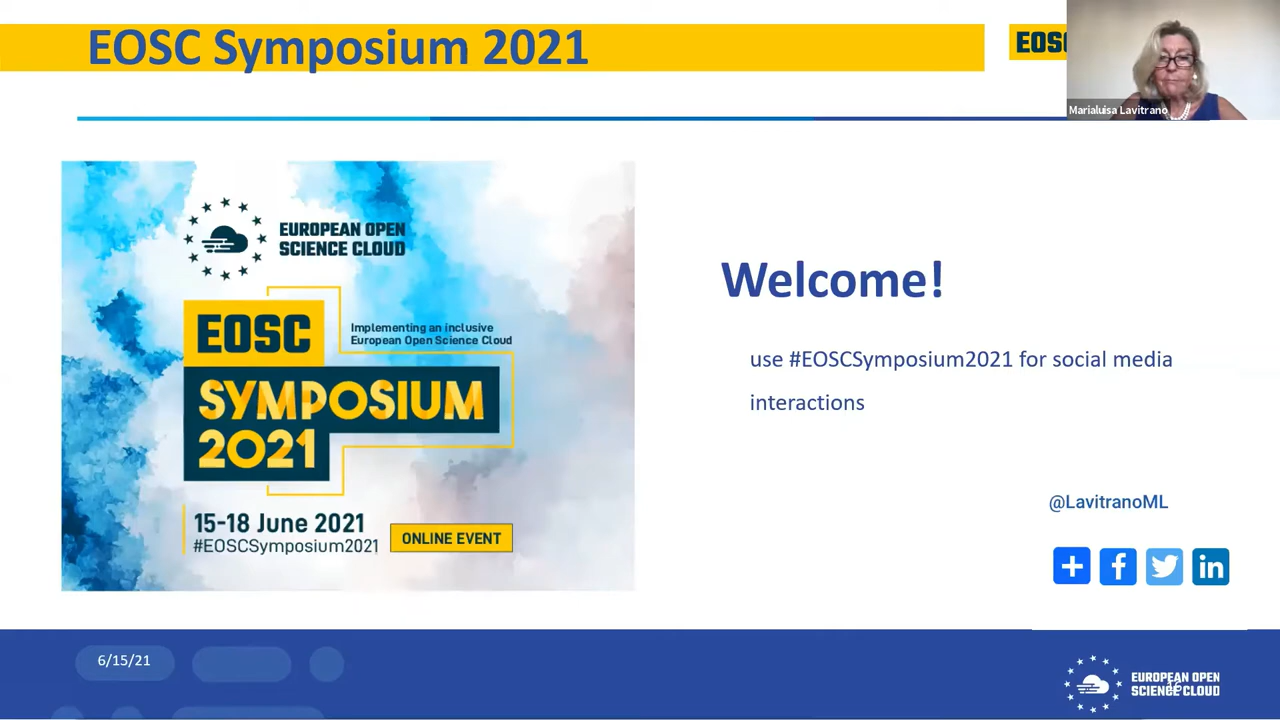 EOSC Symposium 2021
EOSC
Marialuisa Lavitrano
EUROPEAN OPEN
SCIENCE CLOUD
EOSC
Implementing an inclusive
European Open Science Cloud
SYMPOSIUM
2021
15-18 June 2021
#EOSCSymposium2021
ONLINE EVENT
Welcome!
use #EOSCSymposium2021 for social media
interactions
@LavitranoML
6/15/21
EUROPEAN OPEN
SCIENCE CLOUD